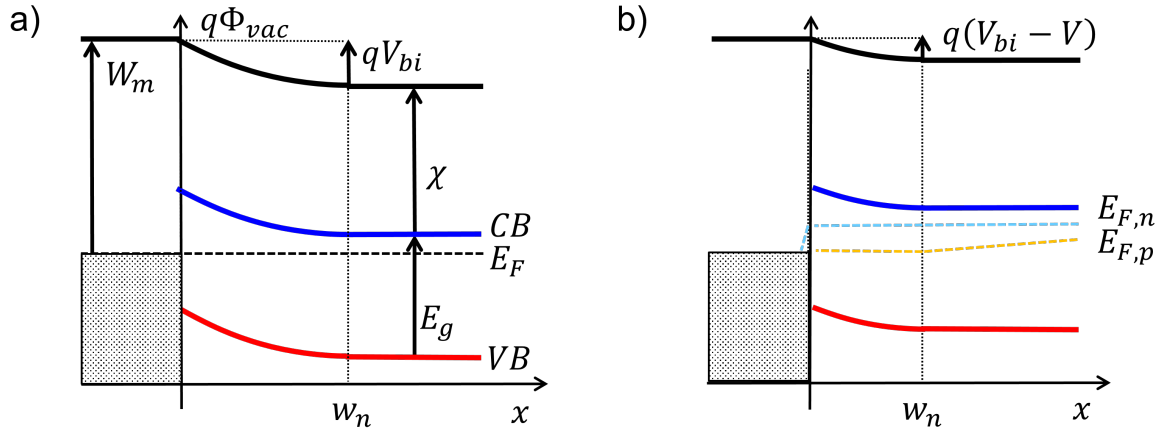 a)
qΦ_vac
qV_bi
W_m
χ
CB
E_F
E_g
VB
w_n
x
b)
q(V_bi − V)
E_F,n
E_F,p
w_n
x